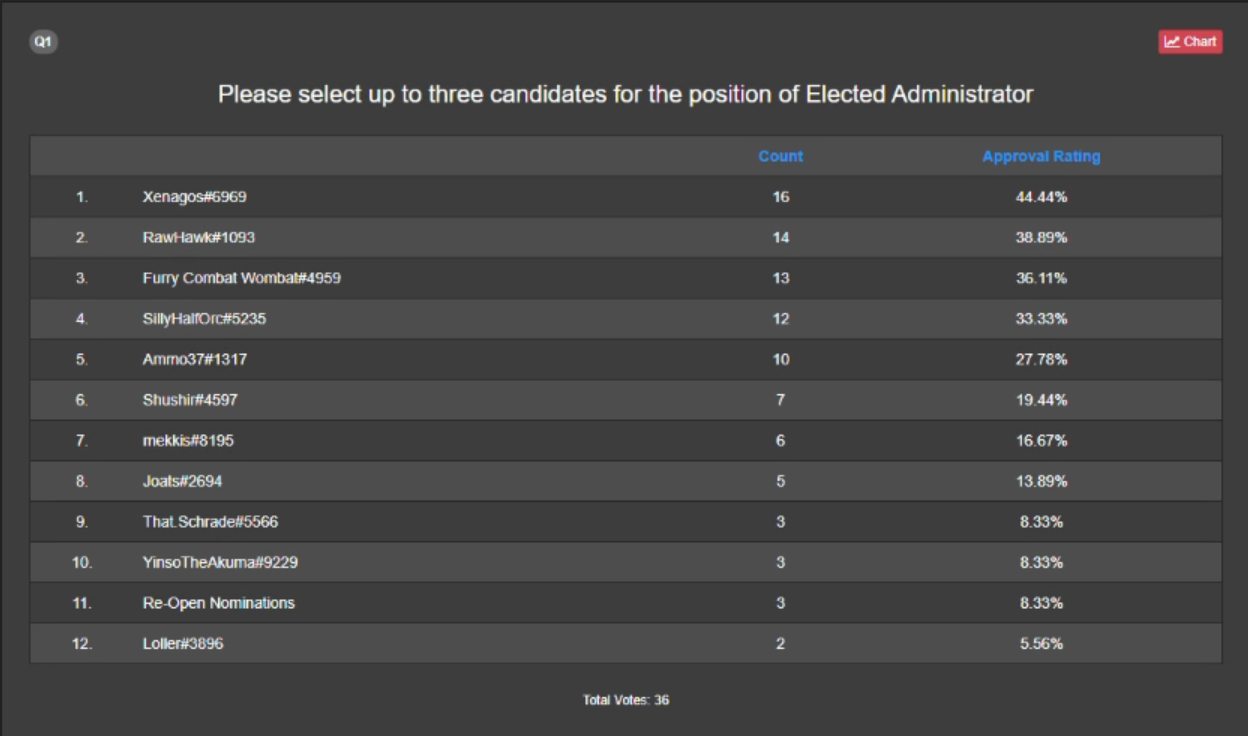 Q1
Chart
Please select up to three candidates for the position of Elected Administrator
Count Approval Rating
1. Xenagos#6969 16 44.44%
2. RawHawk#1093 14 38.89%
3. Furry Combat Wombat#4959 13 36.11%
4. SillyHalfOrc#5235 12 33.33%
5. Ammo37#1317 10 27.78%
6. Shushir#4597 7 19.44%
7. mekkis#8195 6 16.67%
8. Joats#2694 5 13.89%
9. That.Schrade#5566 3 8.33%
10. YinsoTheAkuma#9229 3 8.33%
11. Re-Open Nominations 3 8.33%
12. Loller#3896 2 5.56%
Total Votes: 36